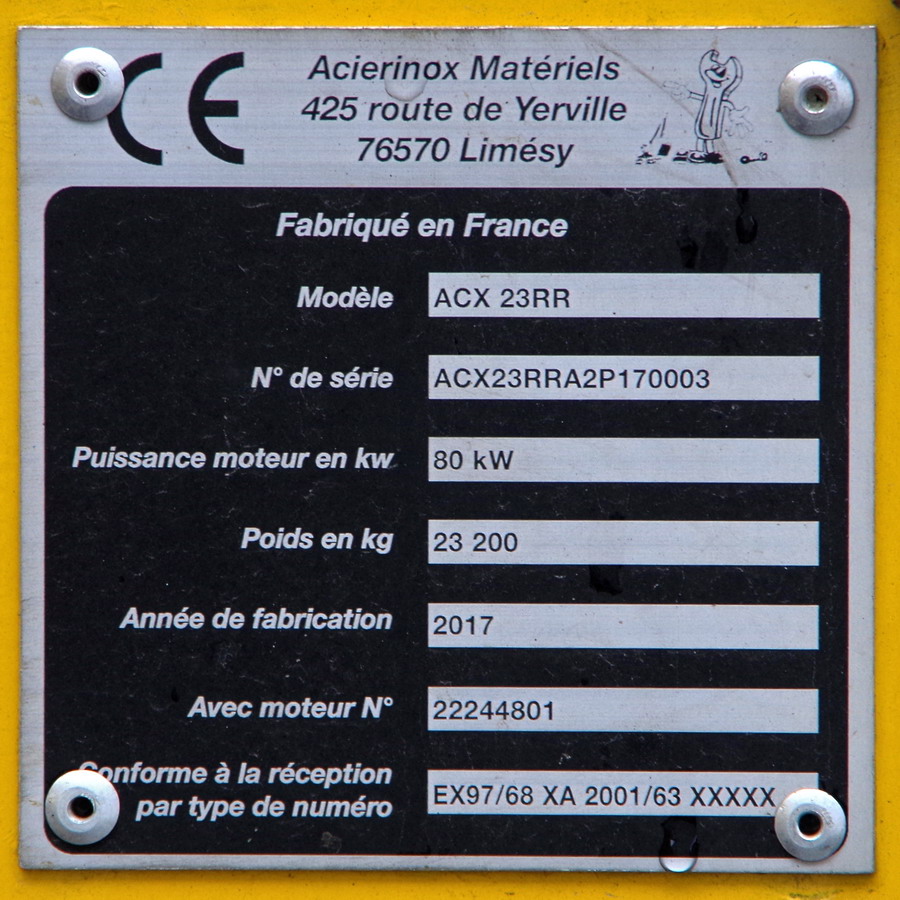 CE
Acierinox Matériels
425 route de Yerville
76570 Limésy
Fabriqué en France
Modèle ACX 23RR
N° de série ACX23RRA2P170003
Puissance moteur en kw 80 kW
Poids en kg 23 200
Année de fabrication 2017
Avec moteur N° 22244801
Conforme à la réception
par type de numéro EX97/68 XA 2001/63 XXXXX